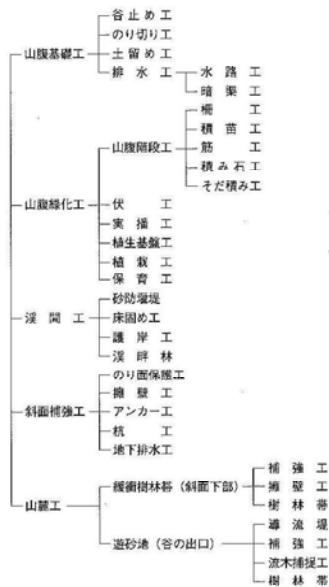 谷止め工
のり切り工
山腹基礎工
土留め工
排水工
水路工
暗渠工
柵工
積苗工
山腹階段工
筋工
積み石工
そだ積み工
山腹緑化工
伏工
実播工
植生基盤工
植栽工
保育工
砂防堰堤
渓間工
床固め工
護岸工
渓畔林
のり面保護工
擁壁工
斜面補強工
アンカー工
杭工
地下排水工
補強工
緩衝樹林帯（斜面下部）
擁壁工
樹林帯
山麓工
導流堤
遊砂地（谷の出口）
補強工
流木捕捉工
樹林帯